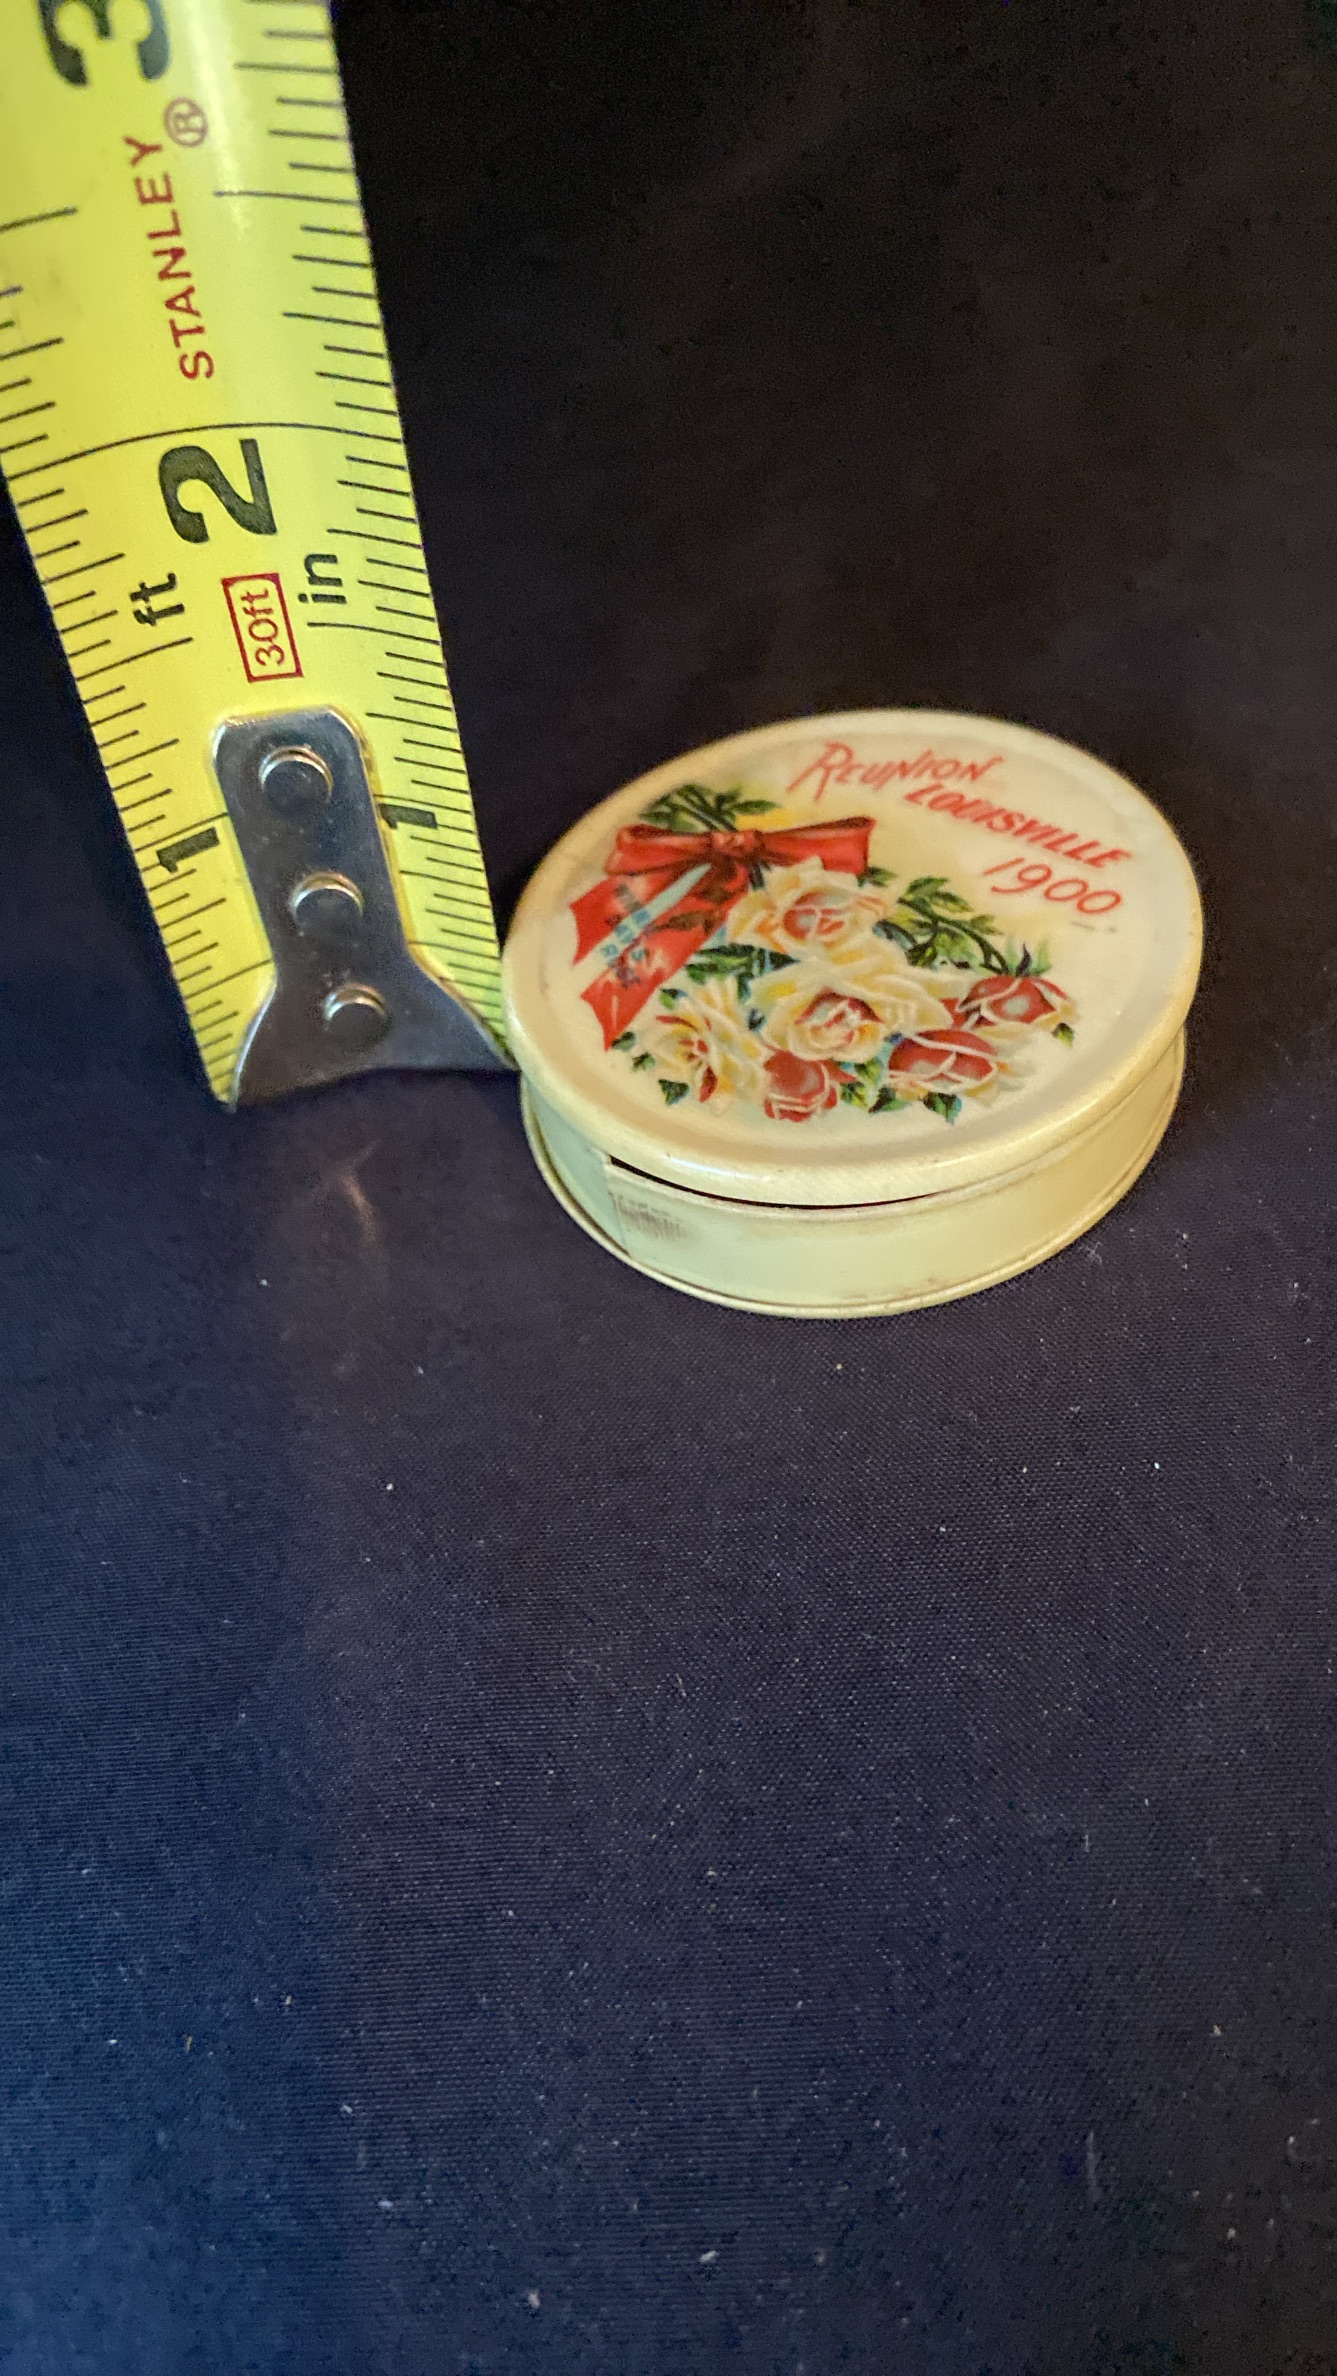 3
STANLEY®
2
ft
in
30ft
1
1
REUNION
LOUISVILLE
1900